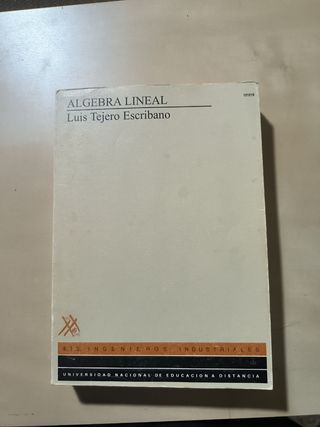 ALGEBRA LINEAL
Luis Tejero Escribano
ETS INGENIEROS INDUSTRIALES
UNIVERSIDAD NACIONAL DE EDUCACION A DISTANCIA